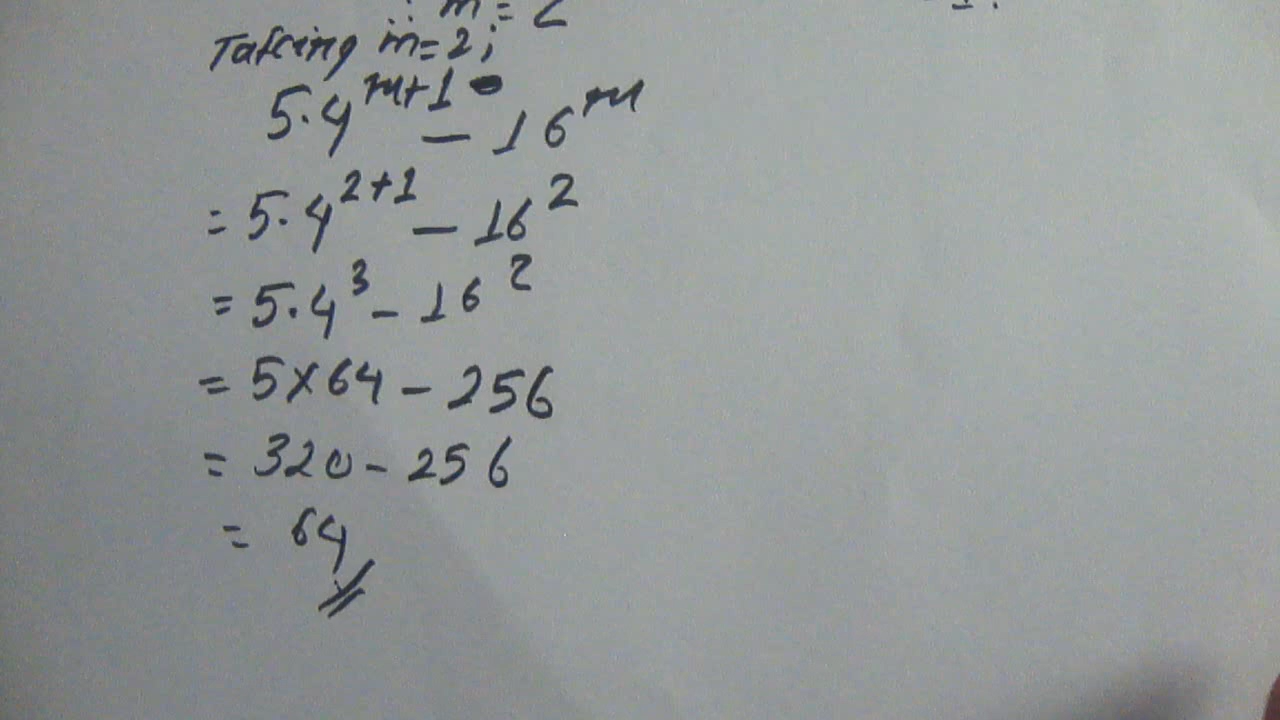 ∴ m = 2
Taking m=2;
5.4^{m+1} - 16^m
= 5.4^{2+1} - 16^2
= 5.4^3 - 16^2
= 5×64 - 256
= 320 - 256
= 64